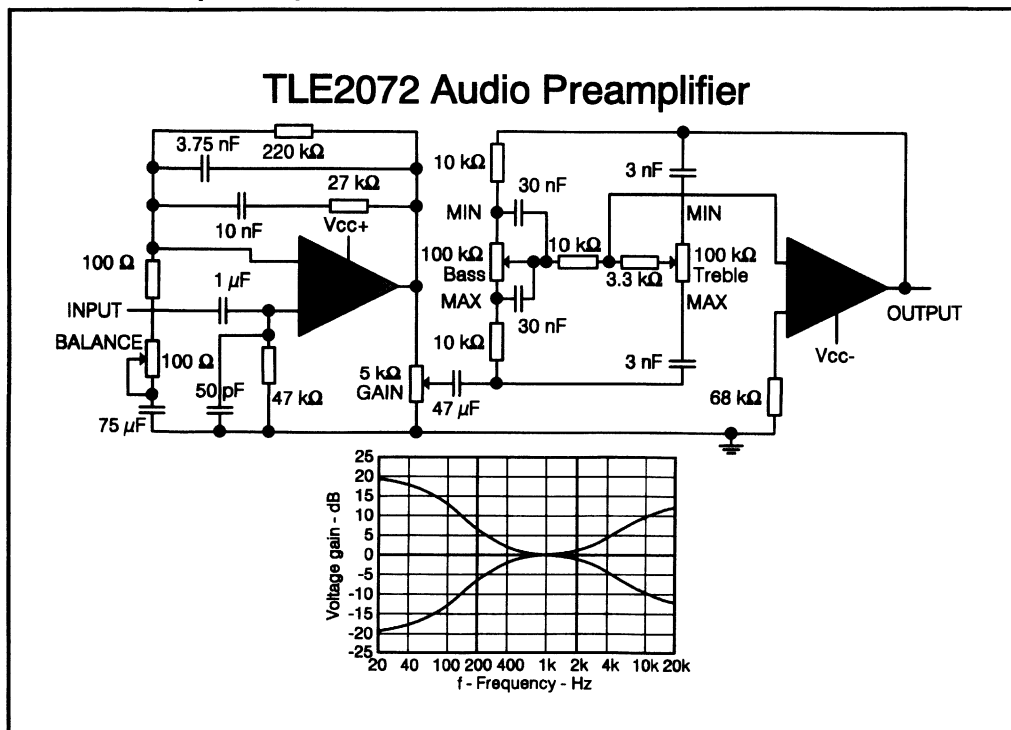 TLE2072 Audio Preamplifier
3.75 nF
220 kΩ
27 kΩ
10 nF
Vcc+
100 Ω
1 µF
INPUT
BALANCE
100 Ω
50 pF
47 kΩ
75 µF
5 kΩ
GAIN
47 µF
10 kΩ
30 nF
MIN
100 kΩ
Bass
MAX
30 nF
10 kΩ
10 kΩ
3.3 kΩ
3 nF
MIN
100 kΩ
Treble
MAX
3 nF
68 kΩ
Vcc-
OUTPUT
Voltage gain - dB
25
20
15
10
5
0
-5
-10
-15
-20
-25
20 40 100 200 400 1k 2k 4k 10k 20k
f - Frequency - Hz